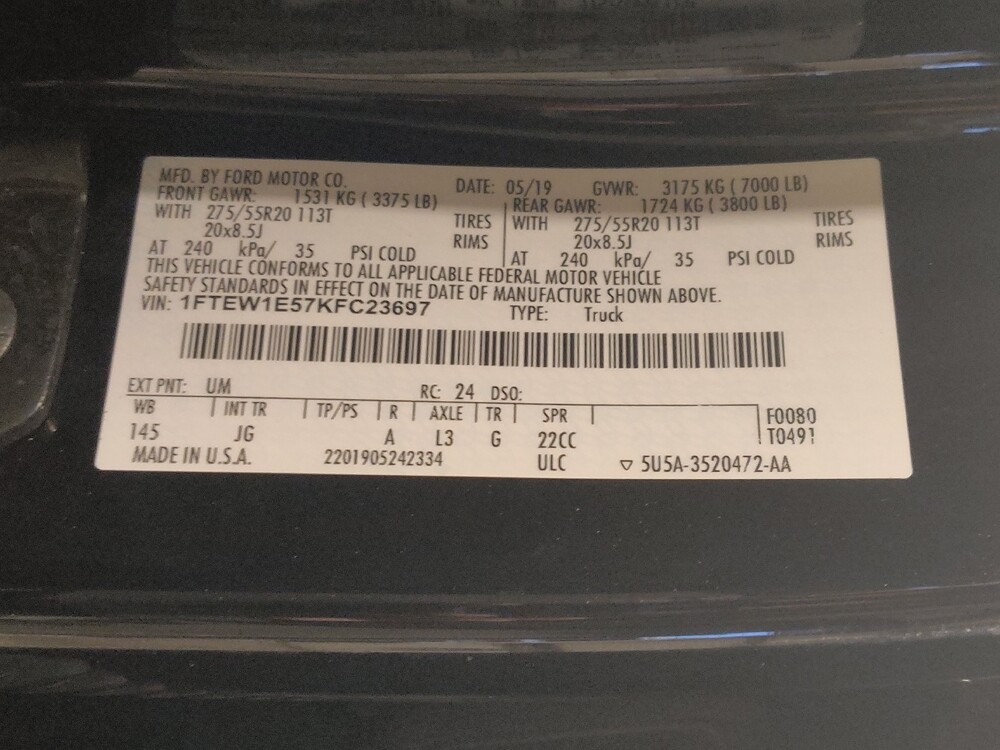 MFD. BY FORD MOTOR CO. DATE: 05/19 GVWR: 3175 KG ( 7000 LB)
FRONT GAWR: 1531 KG ( 3375 LB) REAR GAWR: 1724 KG ( 3800 LB)
WITH 275/55R20 113T TIRES WITH 275/55R20 113T TIRES
20x8.5J RIMS 20x8.5J RIMS
AT 240 kPa/ 35 PSI COLD AT 240 kPa/ 35 PSI COLD
THIS VEHICLE CONFORMS TO ALL APPLICABLE FEDERAL MOTOR VEHICLE
SAFETY STANDARDS IN EFFECT ON THE DATE OF MANUFACTURE SHOWN ABOVE.
VIN: 1FTEW1E57KFC23697 TYPE: Truck
EXT PNT: UM RC: 24 DSO:
WB INT TR TP/PS R AXLE TR SPR F0080
145 JG A L3 G 22CC T0491
MADE IN U.S.A. 2201905242334 ULC ▽ 5U5A-3520472-AA